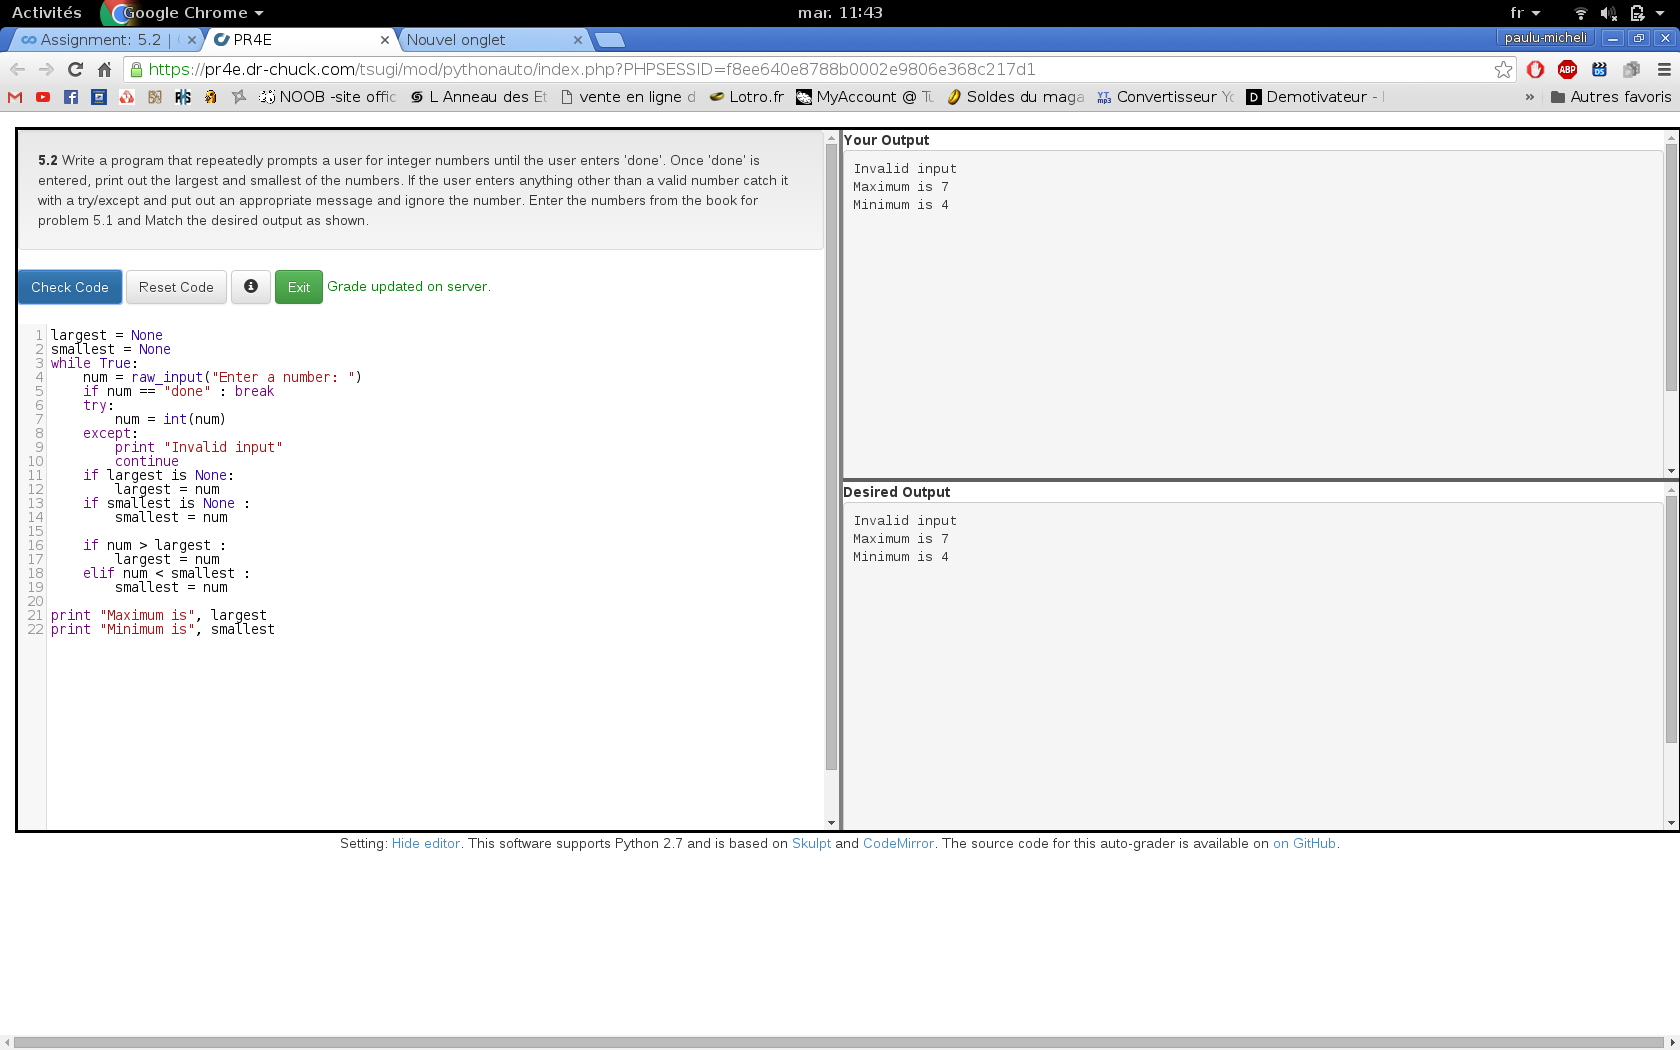 Activités
Google Chrome
mar. 11:43
fr
Assignment: 5.2 |
PR4E
Nouvel onglet
paulu-micheli
https://pr4e.dr-chuck.com/tsugi/mod/pythonauto/index.php?PHPSESSID=f8ee640e8788b0002e9806e368c217d1
ABP
NOOB -site offic
L Anneau des Et
vente en ligne d
Lotro.fr
MyAccount @ Tu
Soldes du maga
Convertisseur Yo
Demotivateur -
»
Autres favoris
5.2 Write a program that repeatedly prompts a user for integer numbers until the user enters 'done'. Once 'done' is
entered, print out the largest and smallest of the numbers. If the user enters anything other than a valid number catch it
with a try/except and put out an appropriate message and ignore the number. Enter the numbers from the book for
problem 5.1 and Match the desired output as shown.
Check Code
Reset Code
Exit
Grade updated on server.
1 largest = None
2 smallest = None
3 while True:
4     num = raw_input("Enter a number: ")
5     if num == "done" : break
6     try:
7         num = int(num)
8     except:
9         print "Invalid input"
10         continue
11     if largest is None:
12         largest = num
13     if smallest is None :
14         smallest = num
15
16     if num > largest :
17         largest = num
18     elif num < smallest :
19         smallest = num
20
21 print "Maximum is", largest
22 print "Minimum is", smallest
Your Output
Invalid input
Maximum is 7
Minimum is 4
Desired Output
Invalid input
Maximum is 7
Minimum is 4
Setting: Hide editor. This software supports Python 2.7 and is based on Skulpt and CodeMirror. The source code for this auto-grader is available on on GitHub.